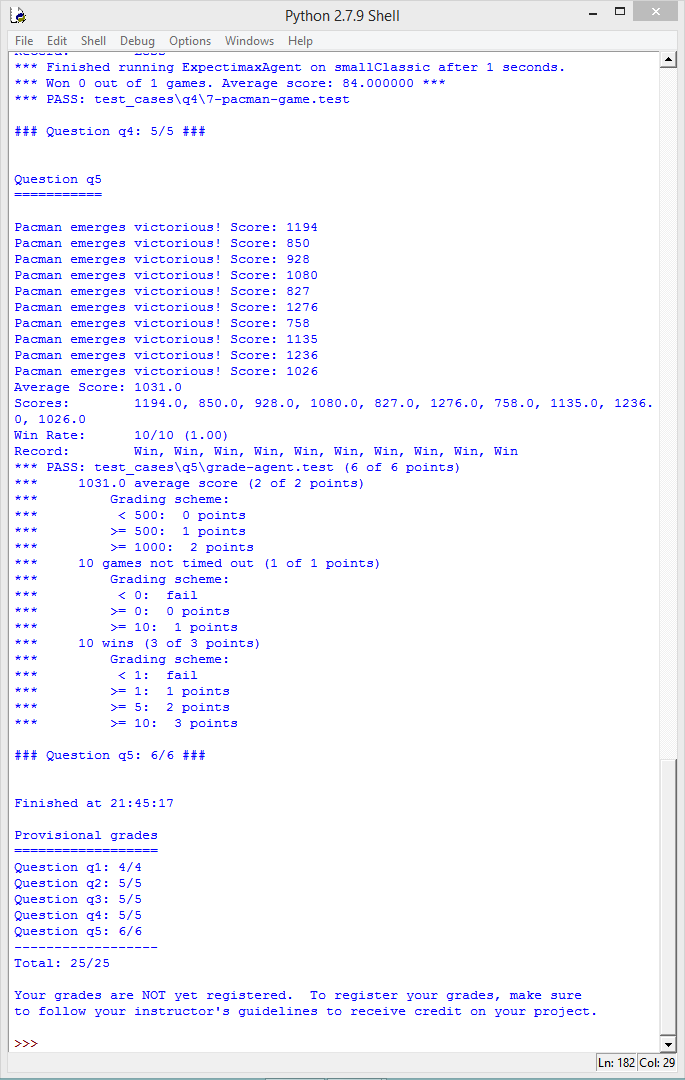 Python 2.7.9 Shell
File Edit Shell Debug Options Windows Help
*** Finished running ExpectimaxAgent on smallClassic after 1 seconds.
*** Won 0 out of 1 games. Average score: 84.000000 ***
*** PASS: test_cases\q4\7-pacman-game.test
### Question q4: 5/5 ###
Question q5
===========
Pacman emerges victorious! Score: 1194
Pacman emerges victorious! Score: 850
Pacman emerges victorious! Score: 928
Pacman emerges victorious! Score: 1080
Pacman emerges victorious! Score: 827
Pacman emerges victorious! Score: 1276
Pacman emerges victorious! Score: 758
Pacman emerges victorious! Score: 1135
Pacman emerges victorious! Score: 1236
Pacman emerges victorious! Score: 1026
Average Score: 1031.0
Scores:        1194.0, 850.0, 928.0, 1080.0, 827.0, 1276.0, 758.0, 1135.0, 1236.
0, 1026.0
Win Rate:      10/10 (1.00)
Record:        Win, Win, Win, Win, Win, Win, Win, Win, Win, Win
*** PASS: test_cases\q5\grade-agent.test (6 of 6 points)
***     1031.0 average score (2 of 2 points)
***         Grading scheme:
***          < 500:  0 points
***         >= 500:  1 points
***         >= 1000:  2 points
***     10 games not timed out (1 of 1 points)
***         Grading scheme:
***          < 0:  fail
***         >= 0:  0 points
***         >= 10:  1 points
***     10 wins (3 of 3 points)
***         Grading scheme:
***          < 1:  fail
***         >= 1:  1 points
***         >= 5:  2 points
***         >= 10:  3 points
### Question q5: 6/6 ###
Finished at 21:45:17
Provisional grades
==================
Question q1: 4/4
Question q2: 5/5
Question q3: 5/5
Question q4: 5/5
Question q5: 6/6
------------------
Total: 25/25
Your grades are NOT yet registered.  To register your grades, make sure
to follow your instructor's guidelines to receive credit on your project.
>>>
Ln: 182 Col: 29